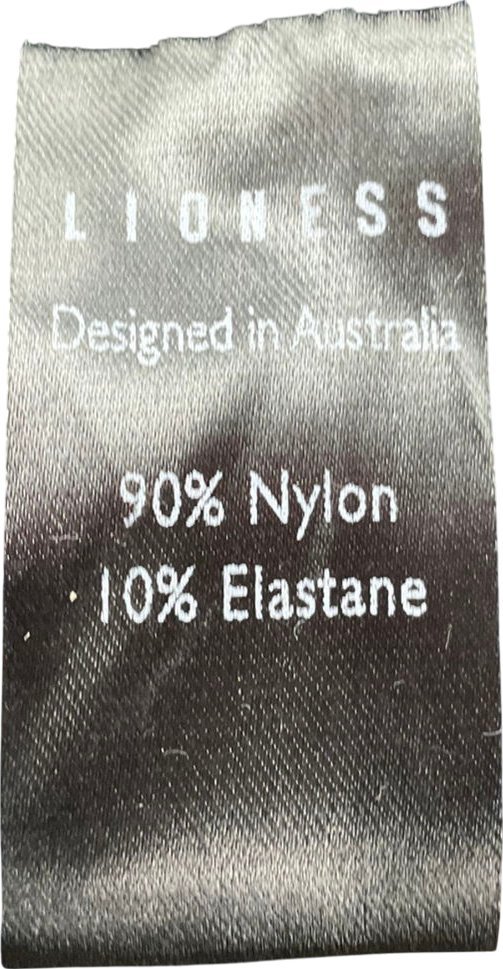 LIONESS
Designed in Australia
90% Nylon
10% Elastane